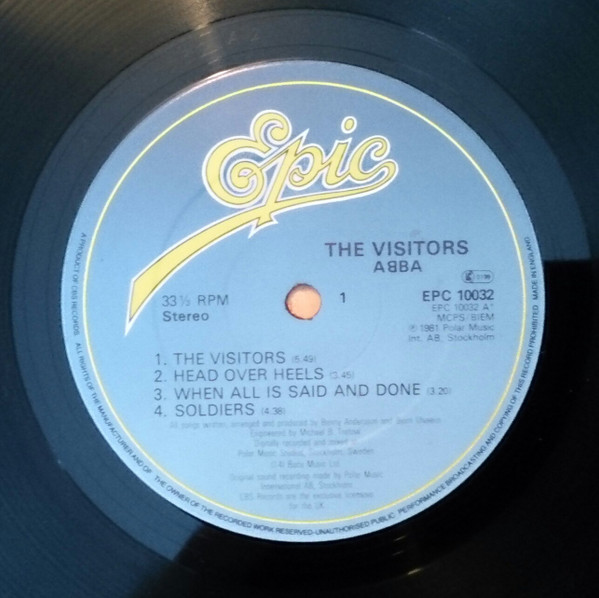 Epic
THE VISITORS
ABBA
33⅓ RPM
Stereo
1
EPC 10032
EPC 10032 A¹
MCPS/BIEM
℗ 1981 Polar Music
Int. AB, Stockholm
1. THE VISITORS (5.49)
2. HEAD OVER HEELS (3.45)
3. WHEN ALL IS SAID AND DONE (3.20)
4. SOLDIERS (4.38)
All songs written, arranged and produced by Benny Andersson and Björn Ulvaeus
Engineered by Michael B. Tretow
Digitally recorded and mixed
Polar Music Studios, Stockholm, Sweden
Music Ltd.
Original sound recording made by Polar Music
International AB, Stockholm
CBS Records are the exclusive licensee
for the UK
A PRODUCT OF CBS RECORDS
ALL RIGHTS OF THE MANUFACTURER AND OF THE OWNER OF THE RECORDED WORK RESERVED-UNAUTHORISED PUBLIC PERFORMANCE BROADCASTING AND COPYING OF THIS RECORD PROHIBITED
MADE IN ENGLAND